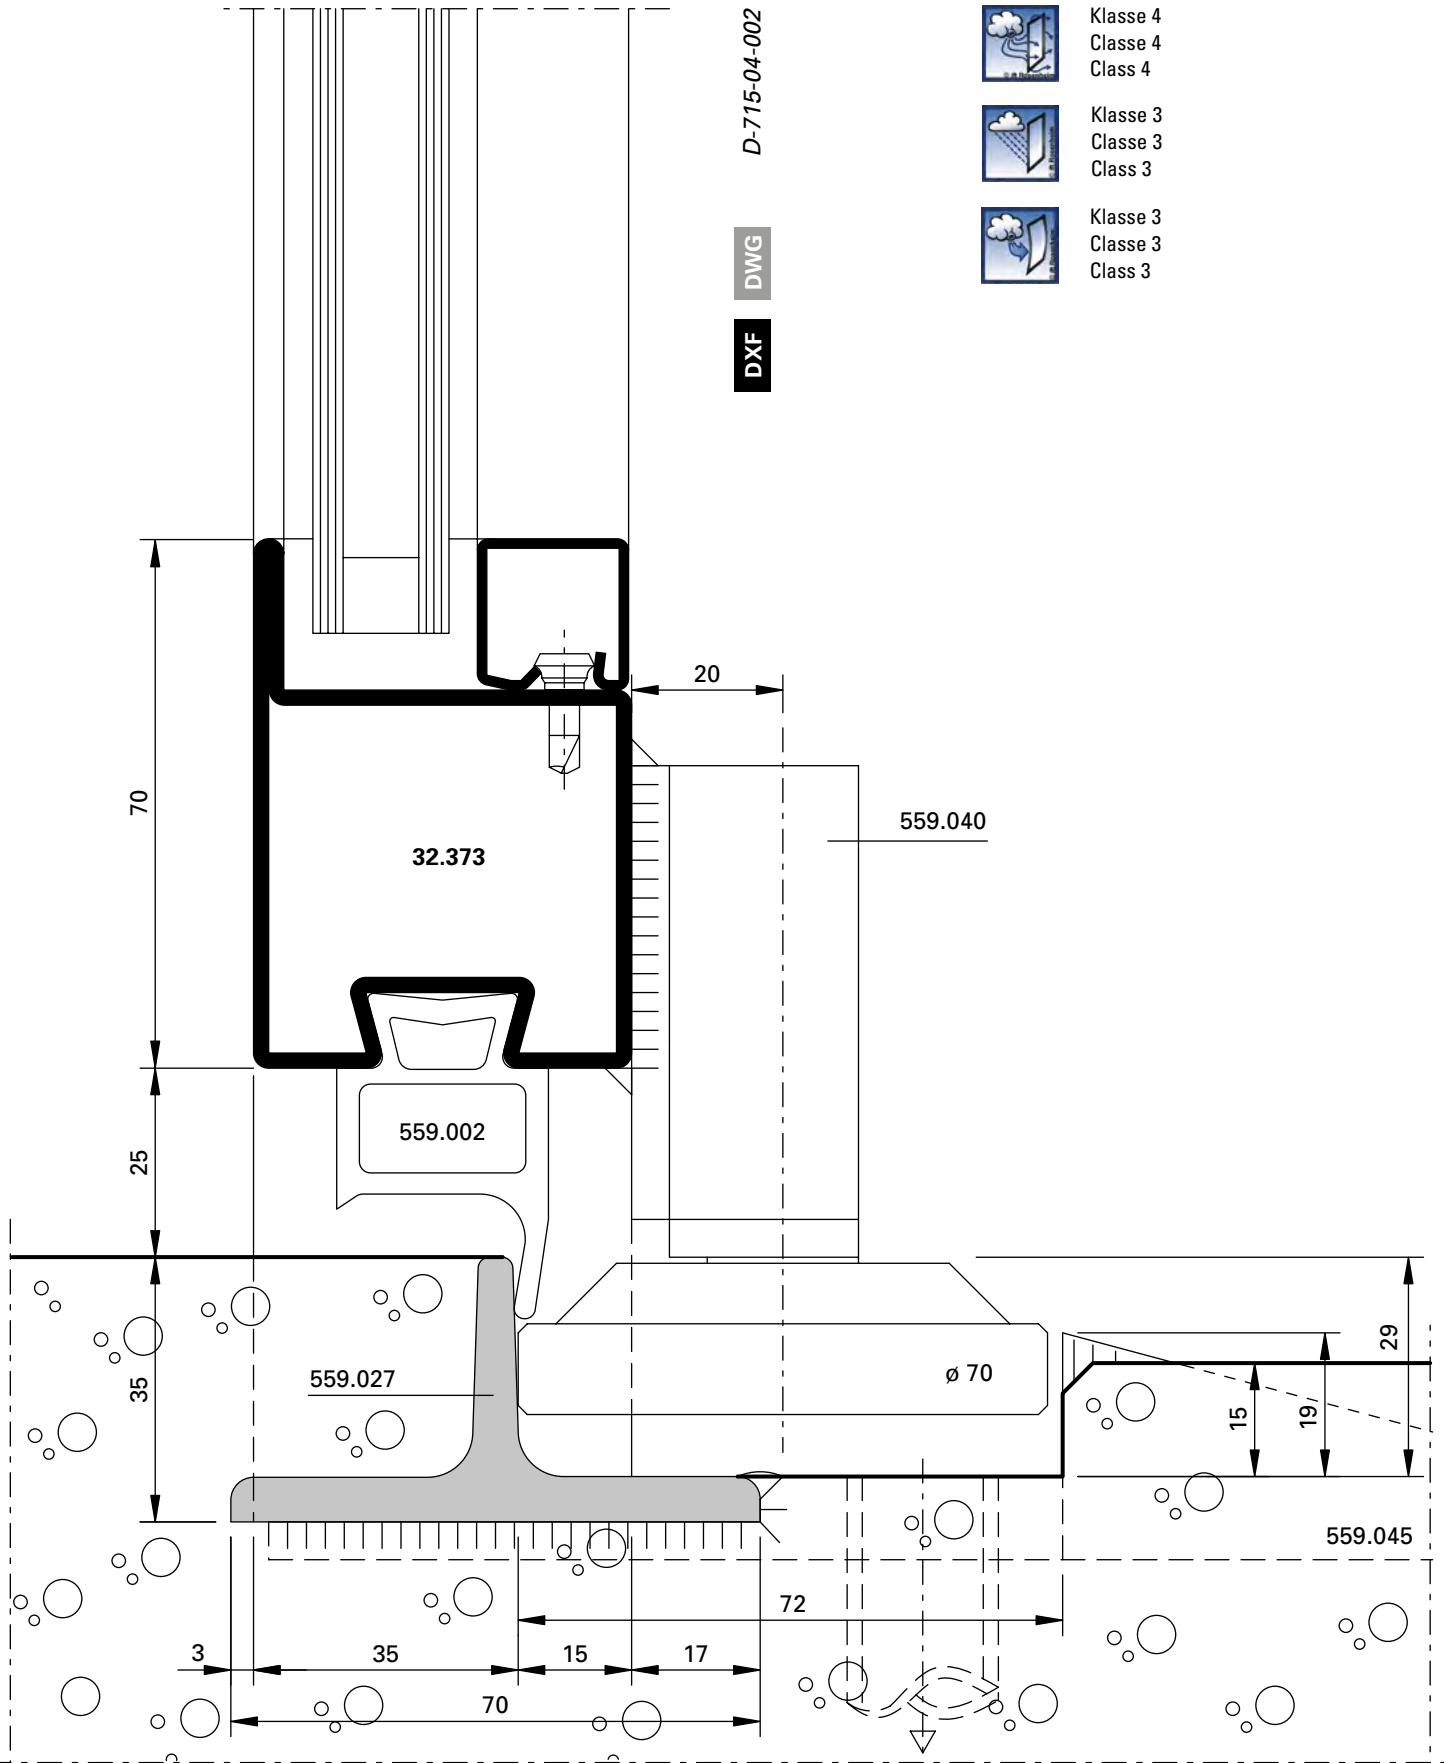 D-715-04-002
Klasse 4
Classe 4
Class 4
Klasse 3
Classe 3
Class 3
Klasse 3
Classe 3
Class 3
DWG
DXF
20
70
559.040
32.373
559.002
25
35
559.027
ø 70
29
15
19
559.045
72
3
35
15
17
70